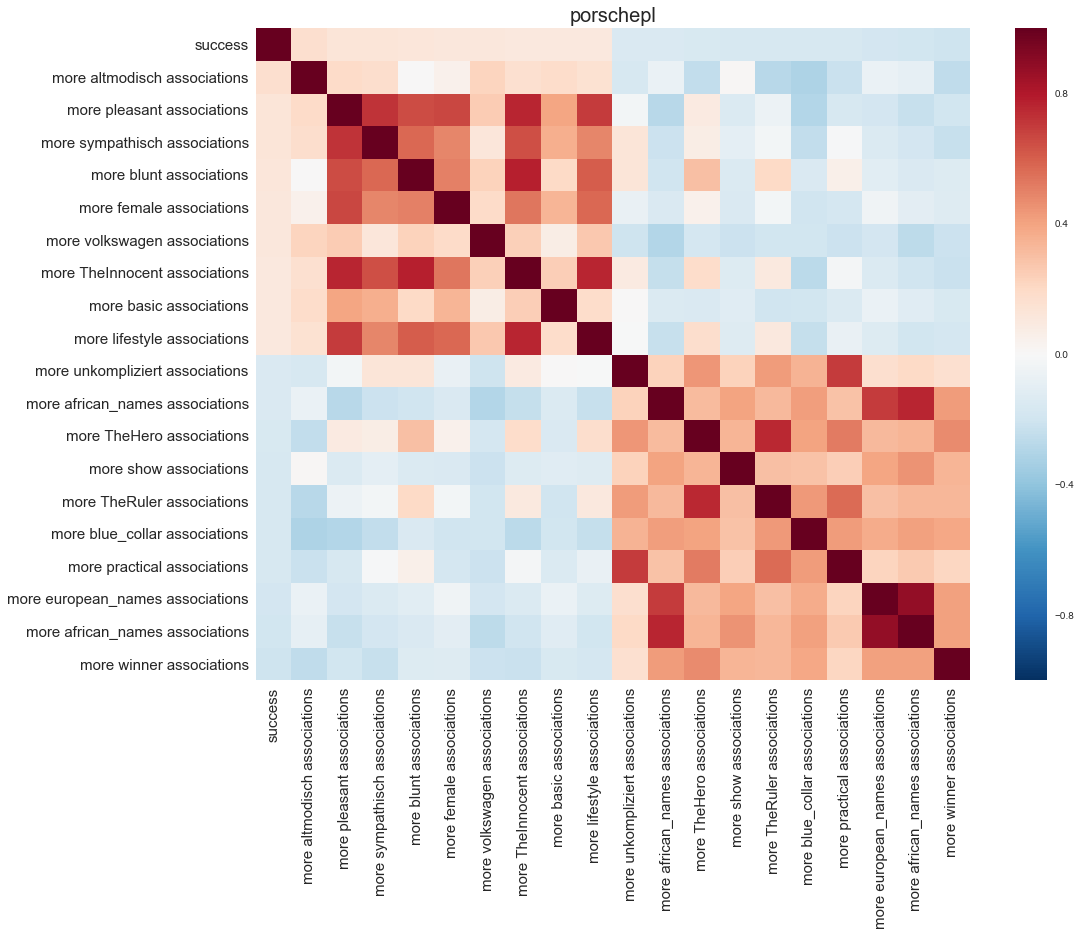 porschepl
success
more altmodisch associations
more pleasant associations
more sympathisch associations
more blunt associations
more female associations
more volkswagen associations
more TheInnocent associations
more basic associations
more lifestyle associations
more unkompliziert associations
more african_names associations
more TheHero associations
more show associations
more TheRuler associations
more blue_collar associations
more practical associations
more european_names associations
more african_names associations
more winner associations
0.8
0.4
0.0
-0.4
-0.8
success
more altmodisch associations
more pleasant associations
more sympathisch associations
more blunt associations
more female associations
more volkswagen associations
more TheInnocent associations
more basic associations
more lifestyle associations
more unkompliziert associations
more african_names associations
more TheHero associations
more show associations
more TheRuler associations
more blue_collar associations
more practical associations
more european_names associations
more african_names associations
more winner associations